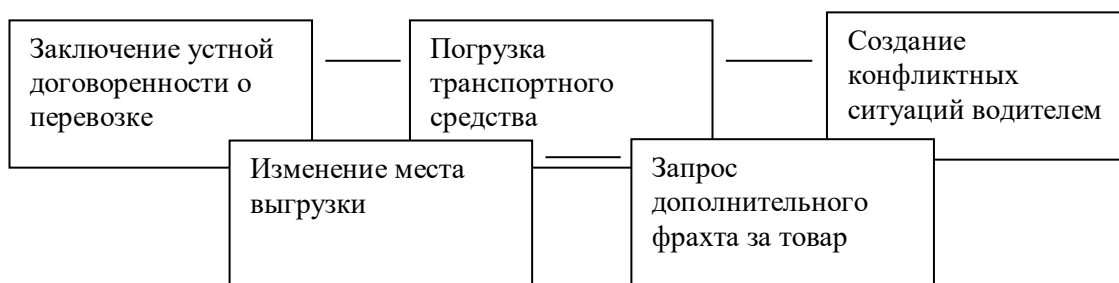 Заключение устной
договоренности о
перевозке
Погрузка
транспортного
средства
Создание
конфликтных
ситуаций водителем
Изменение места
выгрузки
Запрос
дополнительного
фрахта за товар